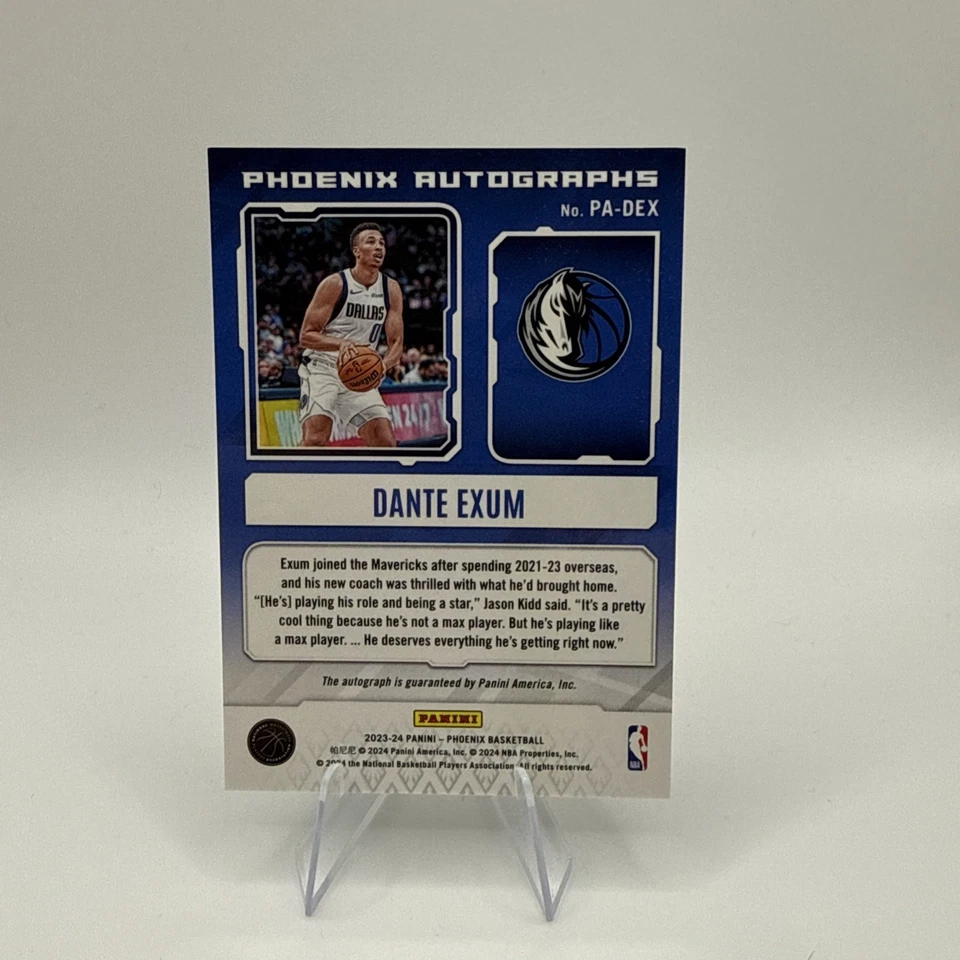 PHOENIX AUTOGRAPHS
No. PA-DEX
DALLAS
0
DANTE EXUM
Exum joined the Mavericks after spending 2021-23 overseas,
and his new coach was thrilled with what he'd brought home.
"[He's] playing his role and being a star," Jason Kidd said. "It's a pretty
cool thing because he's not a max player. But he's playing like
a max player. ... He deserves everything he's getting right now."
The autograph is guaranteed by Panini America, Inc.
PANINI
2023-24 PANINI – PHOENIX BASKETBALL
帕尼尼 © 2024 Panini America, Inc. © 2024 NBA Properties, Inc.
© 2024 the National Basketball Players Association. All rights reserved.
NBA